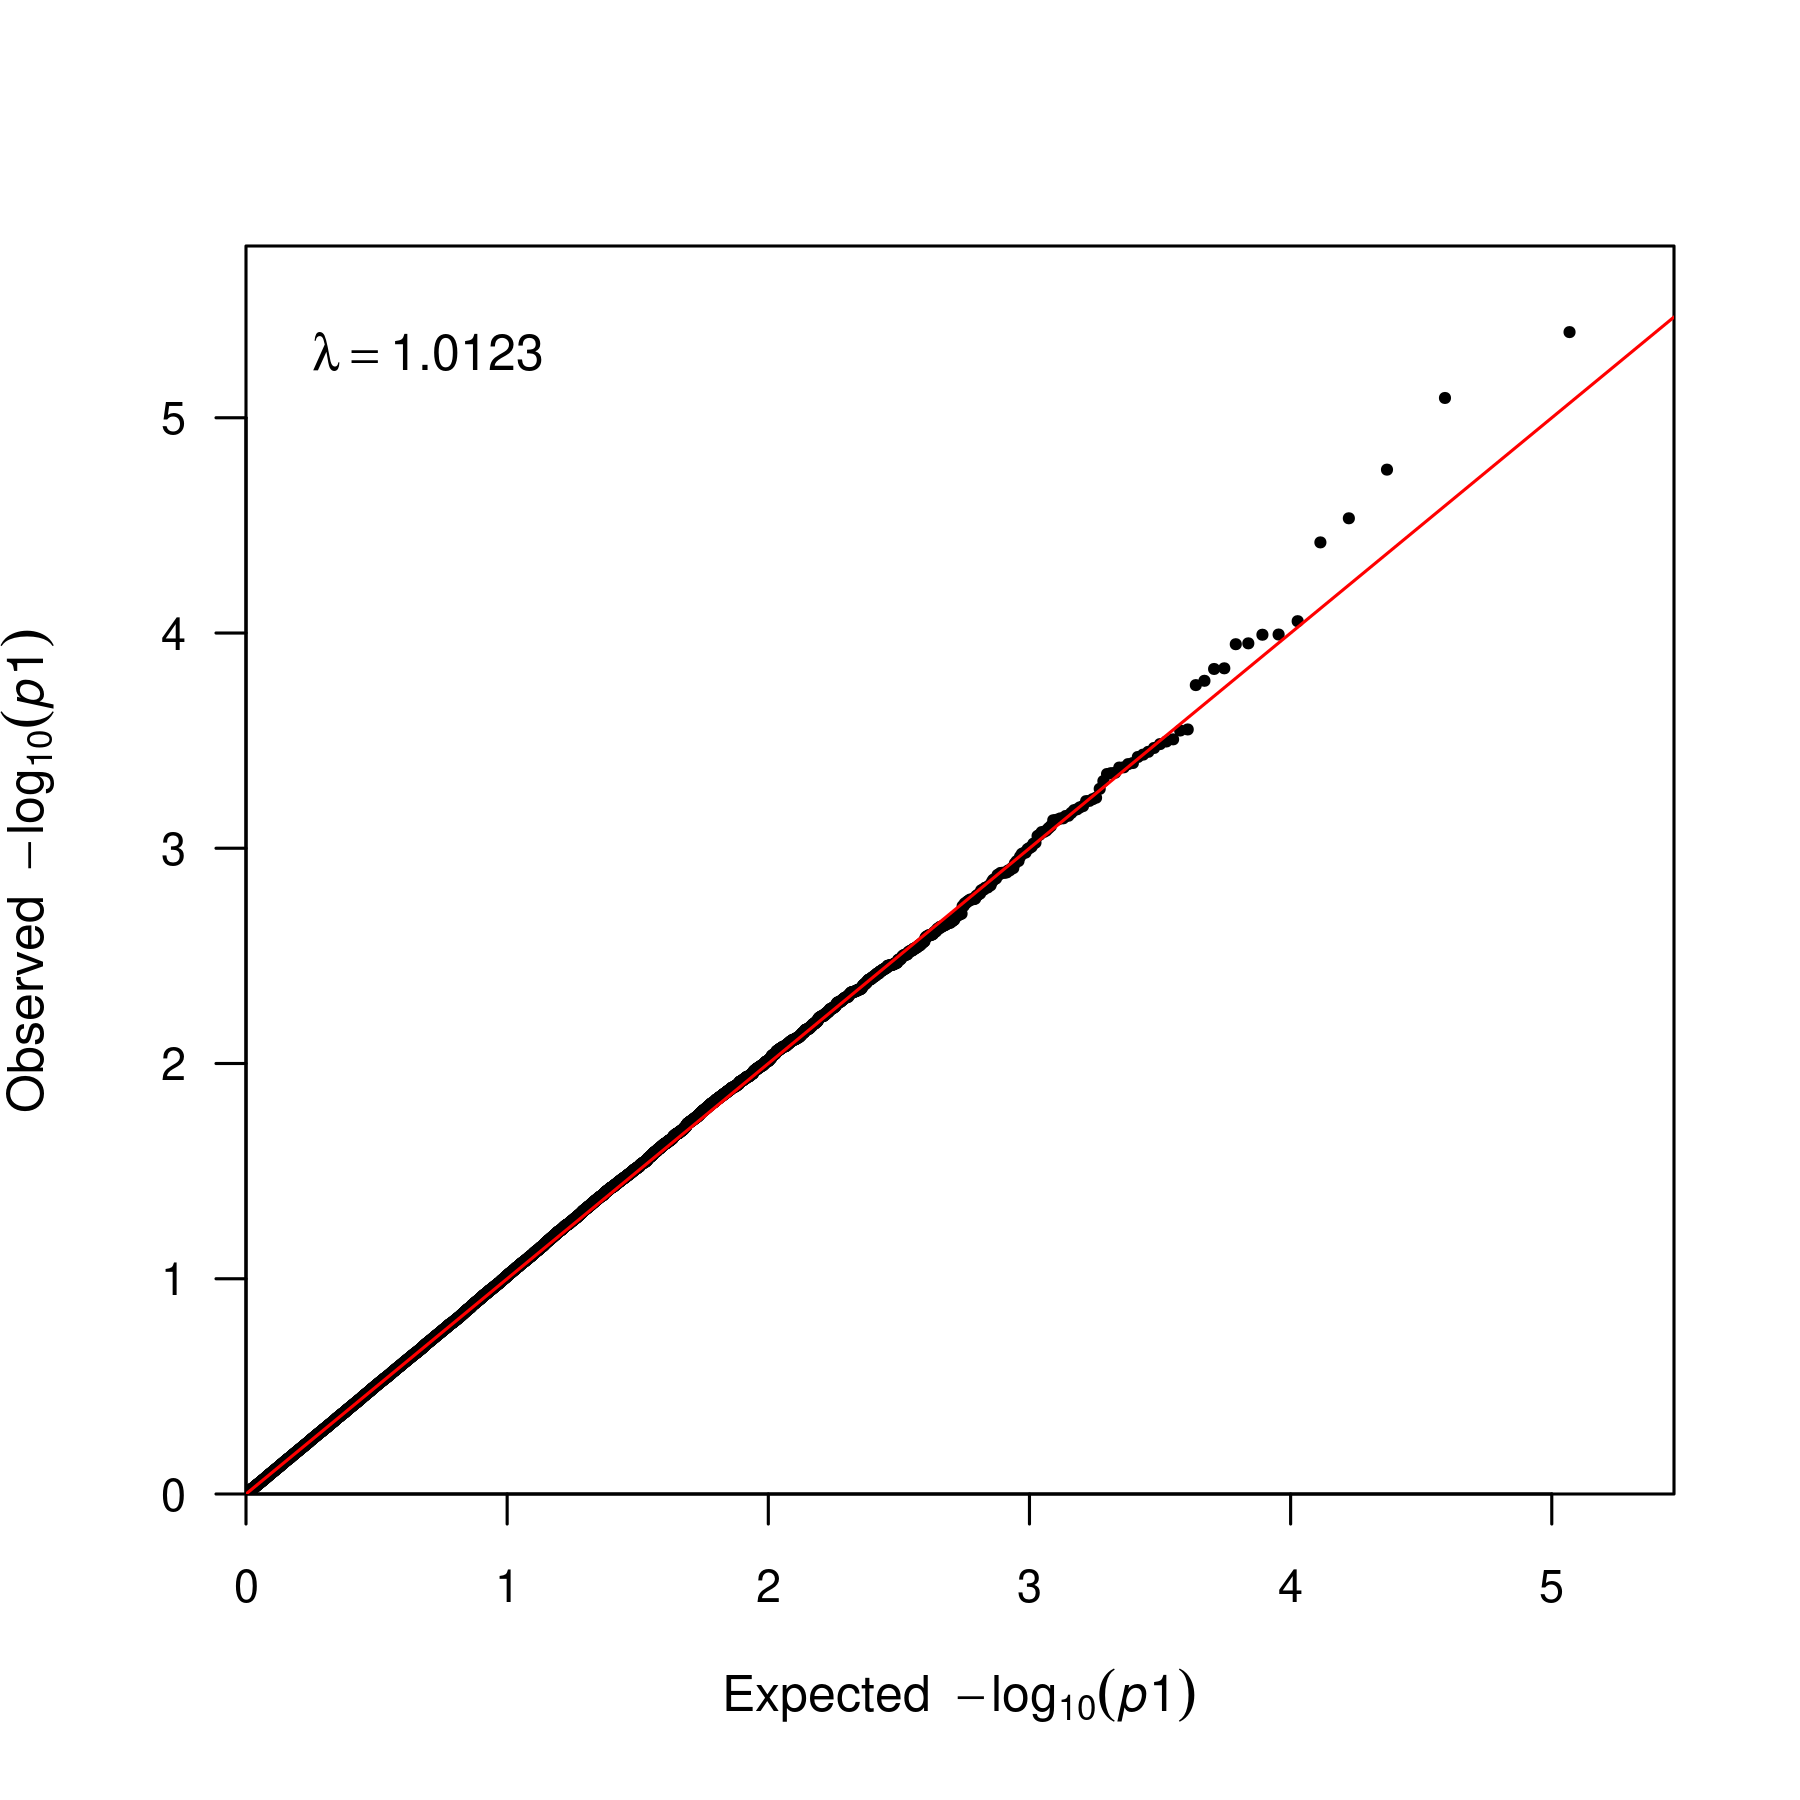 λ = 1.0123
Observed −log₁₀(p1)
5
4
3
2
1
0
0 1 2 3 4 5
Expected −log₁₀(p1)